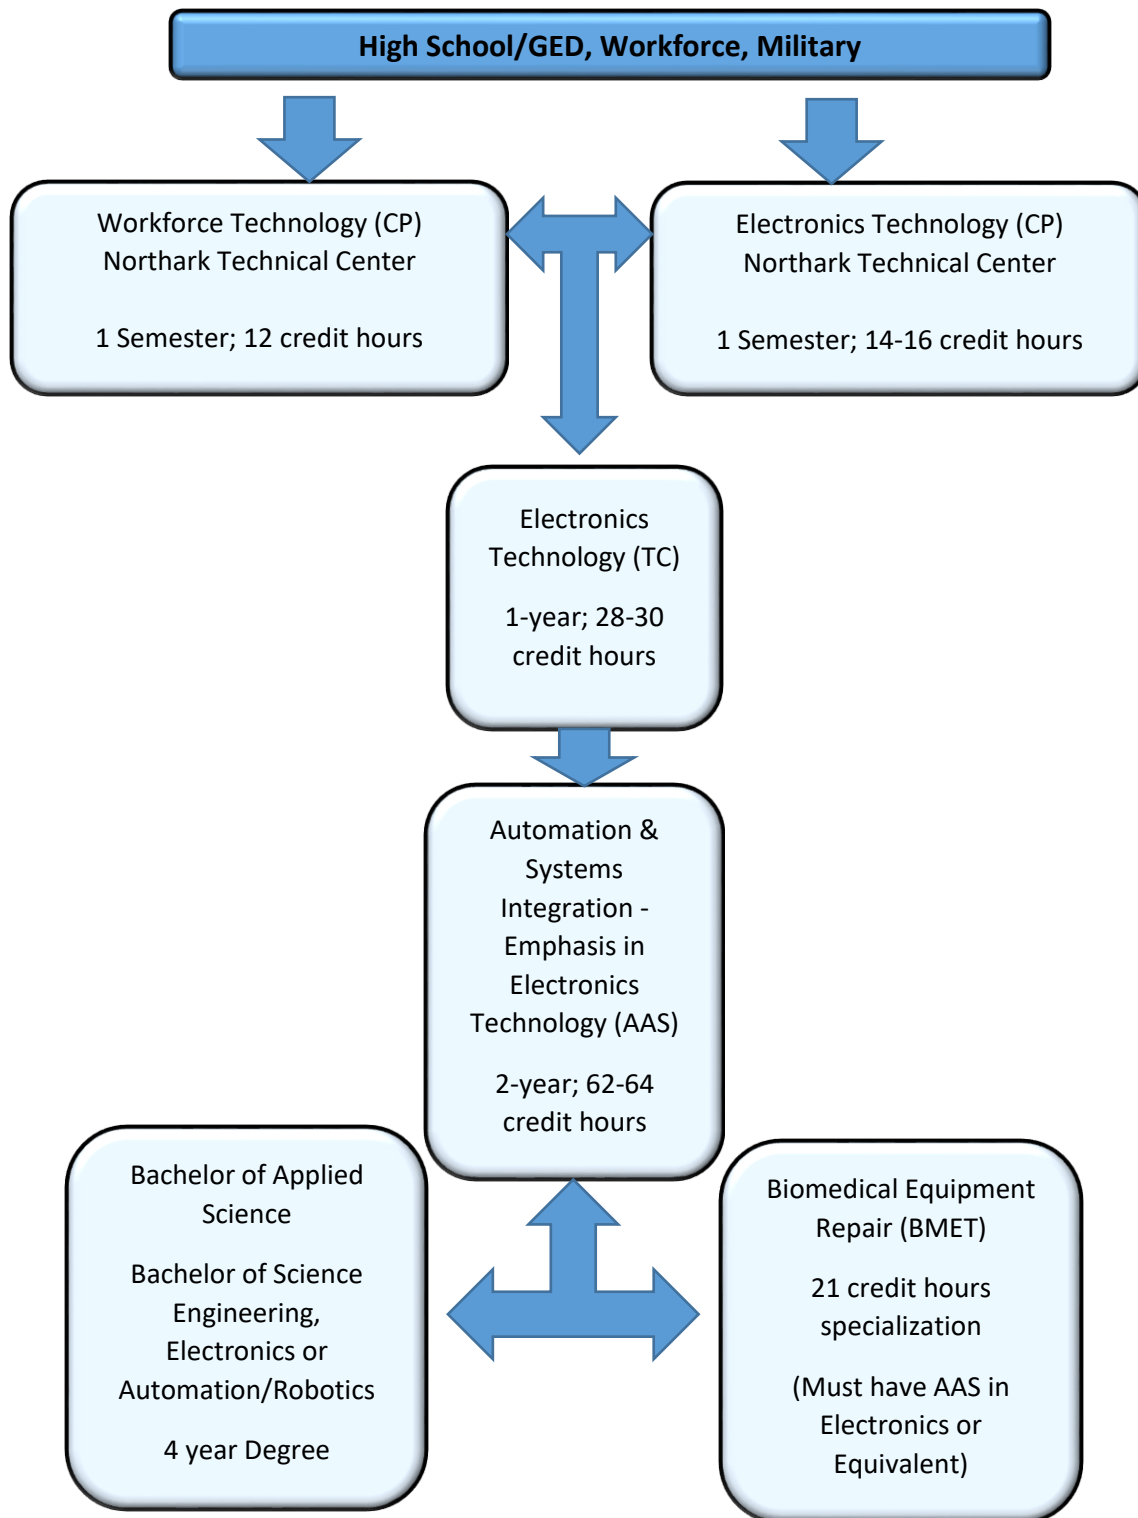 High School/GED, Workforce, Military
Workforce Technology (CP)
Northark Technical Center
1 Semester; 12 credit hours
Electronics Technology (CP)
Northark Technical Center
1 Semester; 14-16 credit hours
Electronics
Technology (TC)
1-year; 28-30
credit hours
Automation &
Systems
Integration -
Emphasis in
Electronics
Technology (AAS)
2-year; 62-64
credit hours
Bachelor of Applied
Science
Bachelor of Science
Engineering,
Electronics or
Automation/Robotics
4 year Degree
Biomedical Equipment
Repair (BMET)
21 credit hours
specialization
(Must have AAS in
Electronics or
Equivalent)